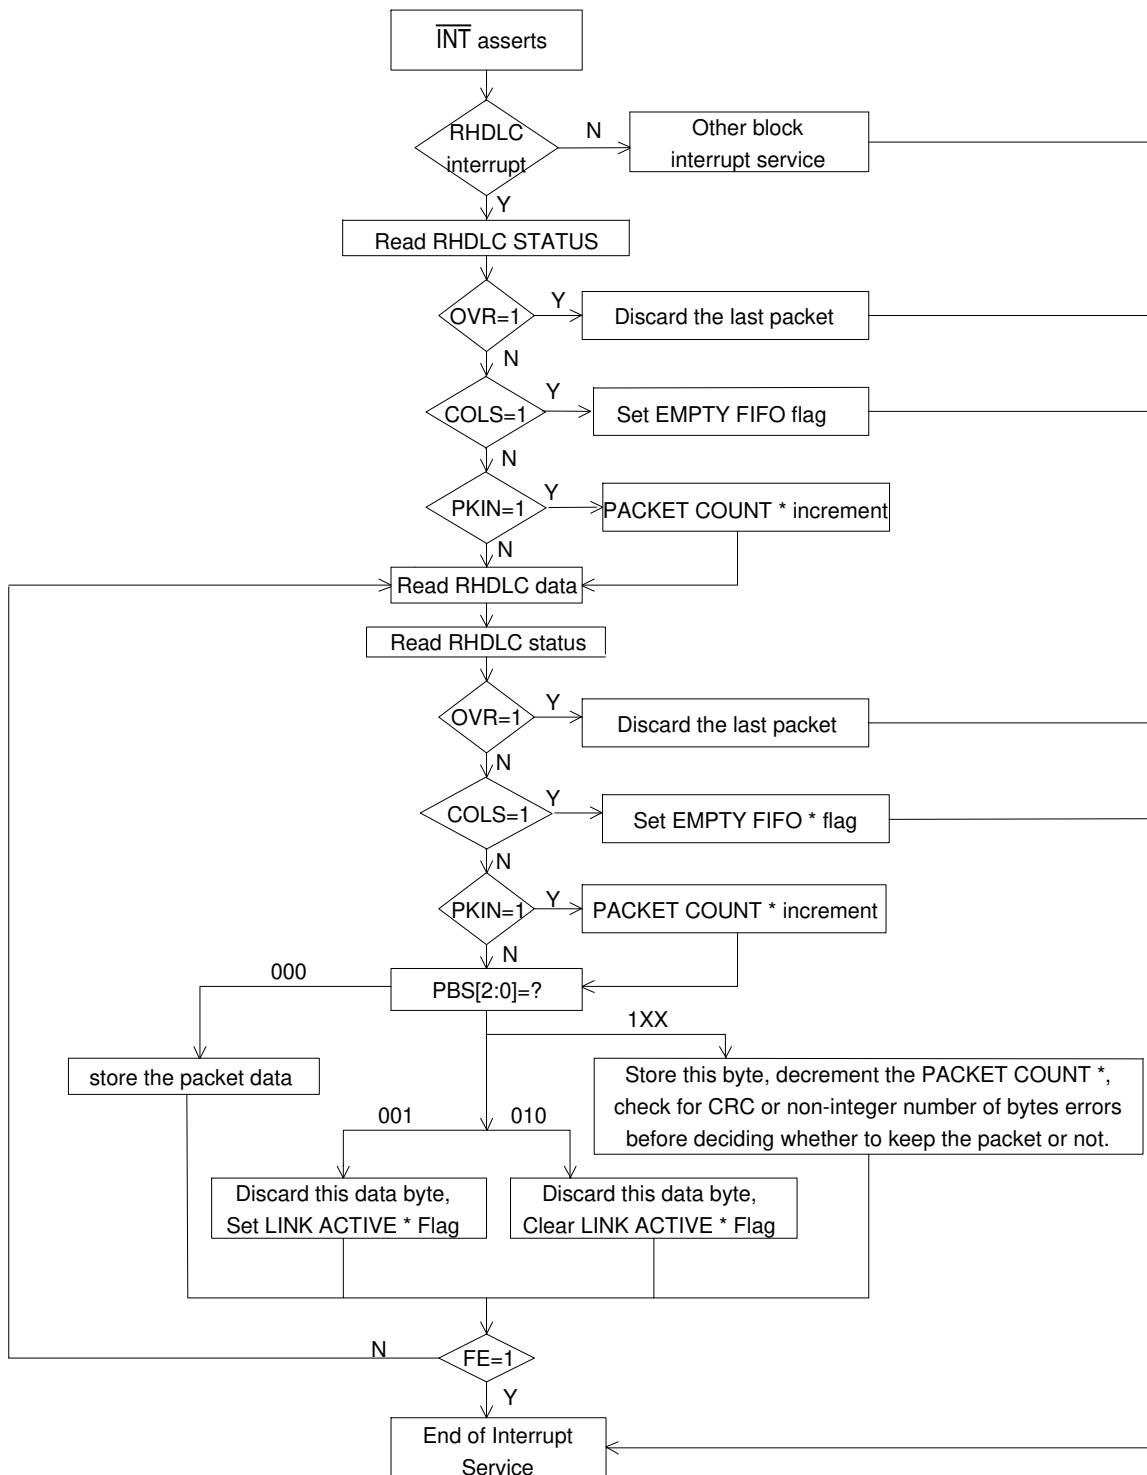 INT asserts
RHDLC
interrupt
N
Other block
interrupt service
Y
Read RHDLC STATUS
OVR=1
Y
Discard the last packet
N
COLS=1
Y
Set EMPTY FIFO flag
N
PKIN=1
Y
PACKET COUNT * increment
N
Read RHDLC data
Read RHDLC status
OVR=1
Y
Discard the last packet
N
COLS=1
Y
Set EMPTY FIFO * flag
N
PKIN=1
Y
PACKET COUNT * increment
N
000
PBS[2:0]=?
1XX
store the packet data
Store this byte, decrement the PACKET COUNT *,
check for CRC or non-integer number of bytes errors
before deciding whether to keep the packet or not.
001
010
Discard this data byte,
Set LINK ACTIVE * Flag
Discard this data byte,
Clear LINK ACTIVE * Flag
N
FE=1
Y
End of Interrupt
Service